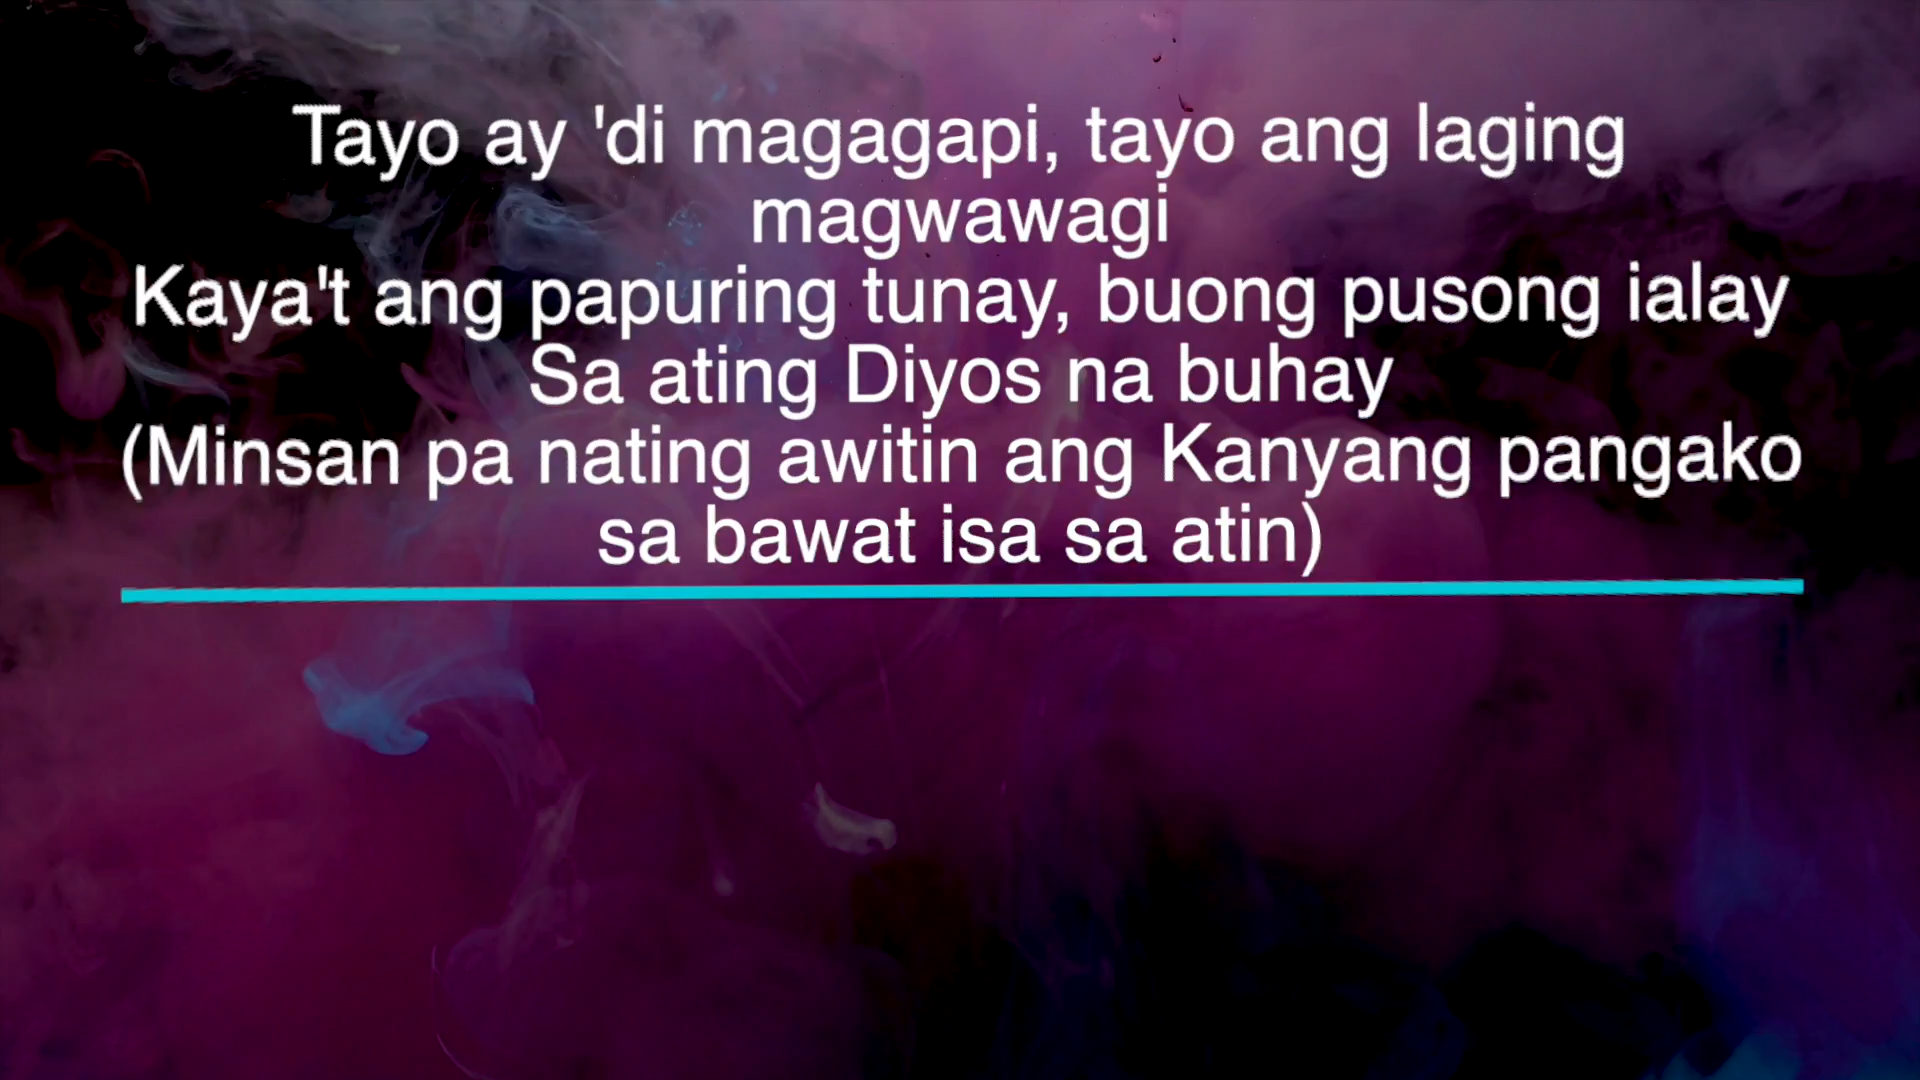 Tayo ay 'di magagapi, tayo ang laging
magwawagi
Kaya't ang papuring tunay, buong pusong ialay
Sa ating Diyos na buhay
(Minsan pa nating awitin ang Kanyang pangako
sa bawat isa sa atin)